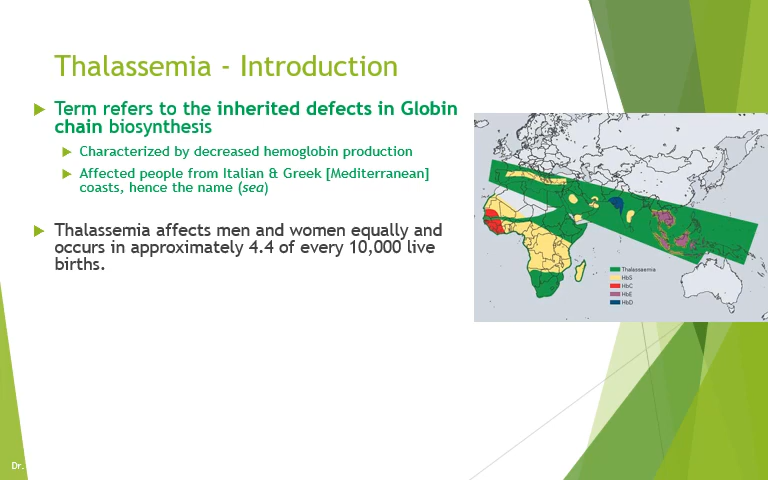 Thalassemia - Introduction
Term refers to the inherited defects in Globin
chain biosynthesis
Characterized by decreased hemoglobin production
Affected people from Italian & Greek [Mediterranean]
coasts, hence the name (sea)
Thalassemia affects men and women equally and
occurs in approximately 4.4 of every 10,000 live
births.
Thalassaemia
HbS
HbC
HbE
HbD
Dr.